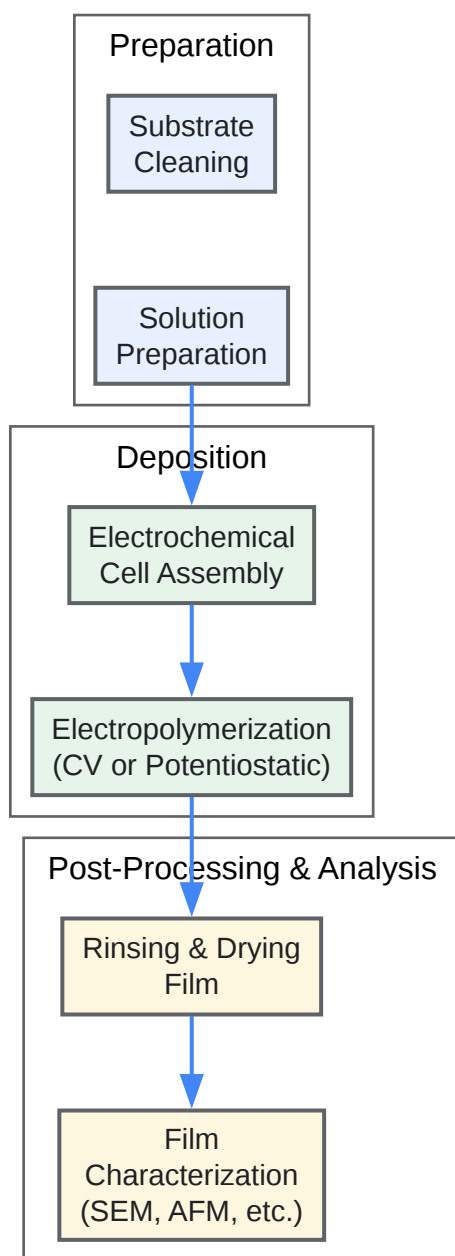 Preparation
Substrate
Cleaning
Solution
Preparation
Deposition
Electrochemical
Cell Assembly
Electropolymerization
(CV or Potentiostatic)
Post-Processing & Analysis
Rinsing & Drying
Film
Film
Characterization
(SEM, AFM, etc.)